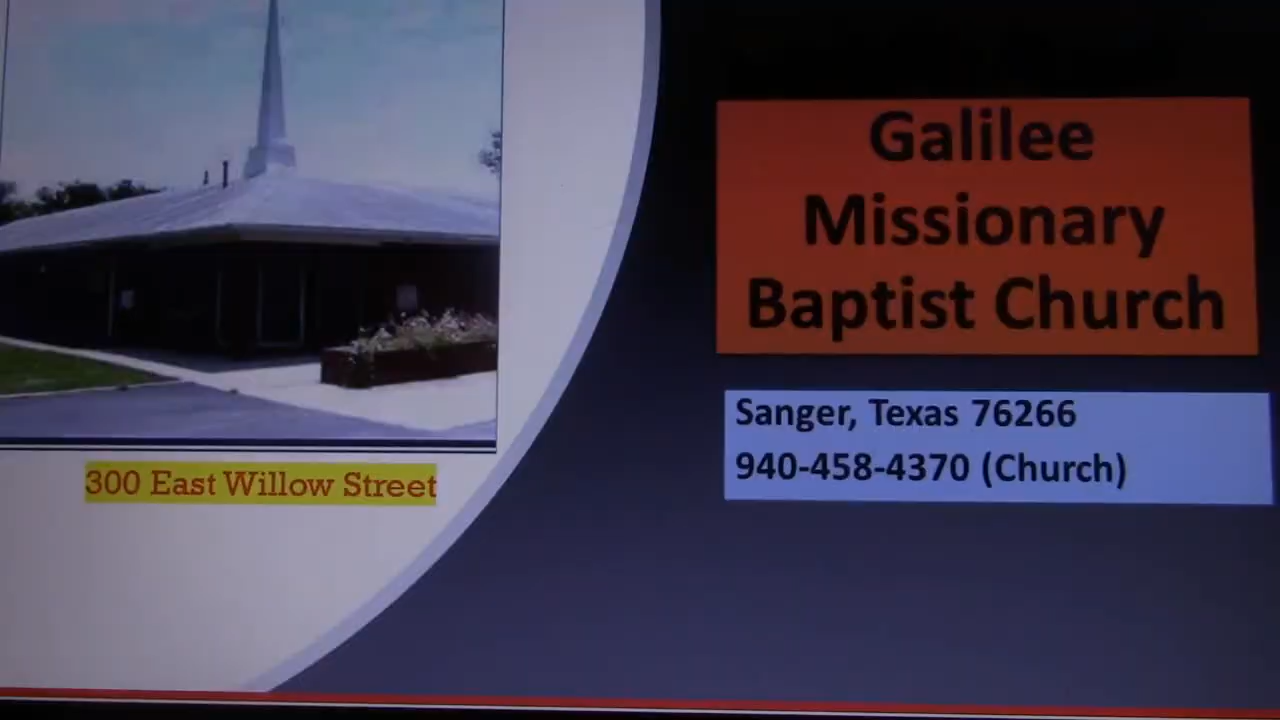 Galilee
Missionary
Baptist Church
Sanger, Texas 76266
940-458-4370 (Church)
300 East Willow Street